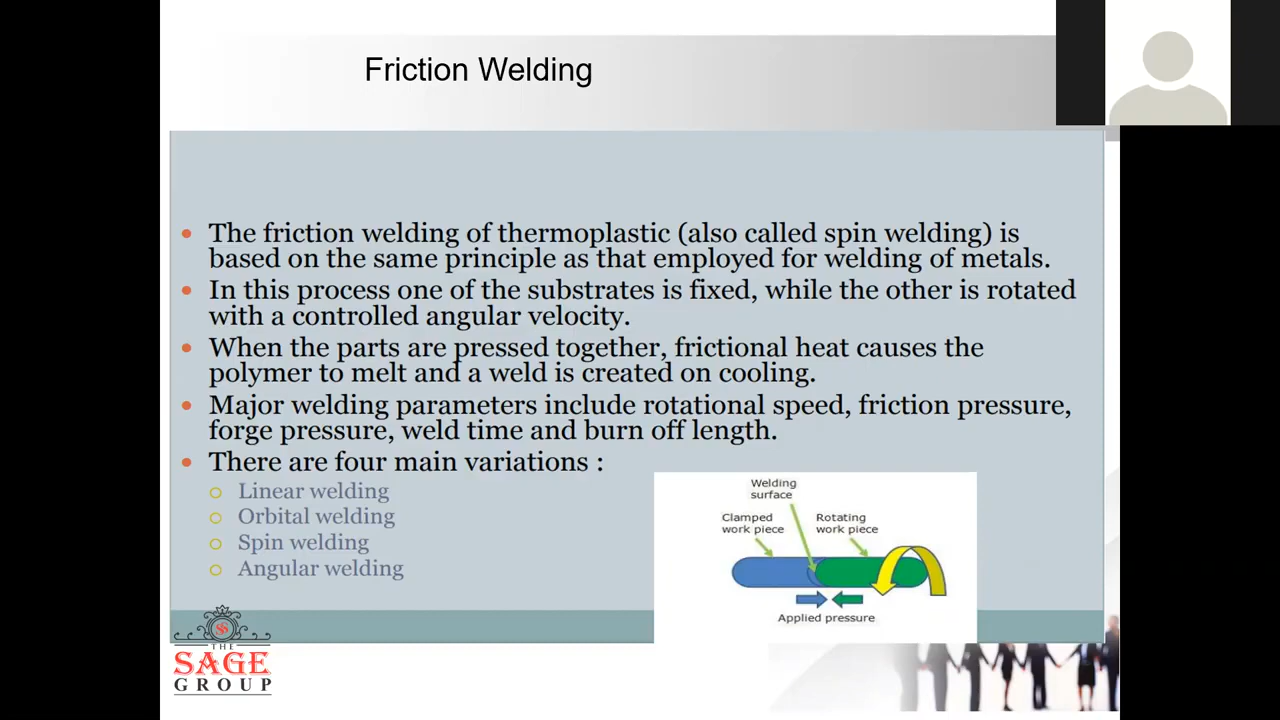 Friction Welding
The friction welding of thermoplastic (also called spin welding) is
based on the same principle as that employed for welding of metals.
In this process one of the substrates is fixed, while the other is rotated
with a controlled angular velocity.
When the parts are pressed together, frictional heat causes the
polymer to melt and a weld is created on cooling.
Major welding parameters include rotational speed, friction pressure,
forge pressure, weld time and burn off length.
There are four main variations :
Linear welding
Orbital welding
Spin welding
Angular welding
Welding
surface
Clamped
work piece
Rotating
work piece
Applied pressure
THE
SAGE
GROUP